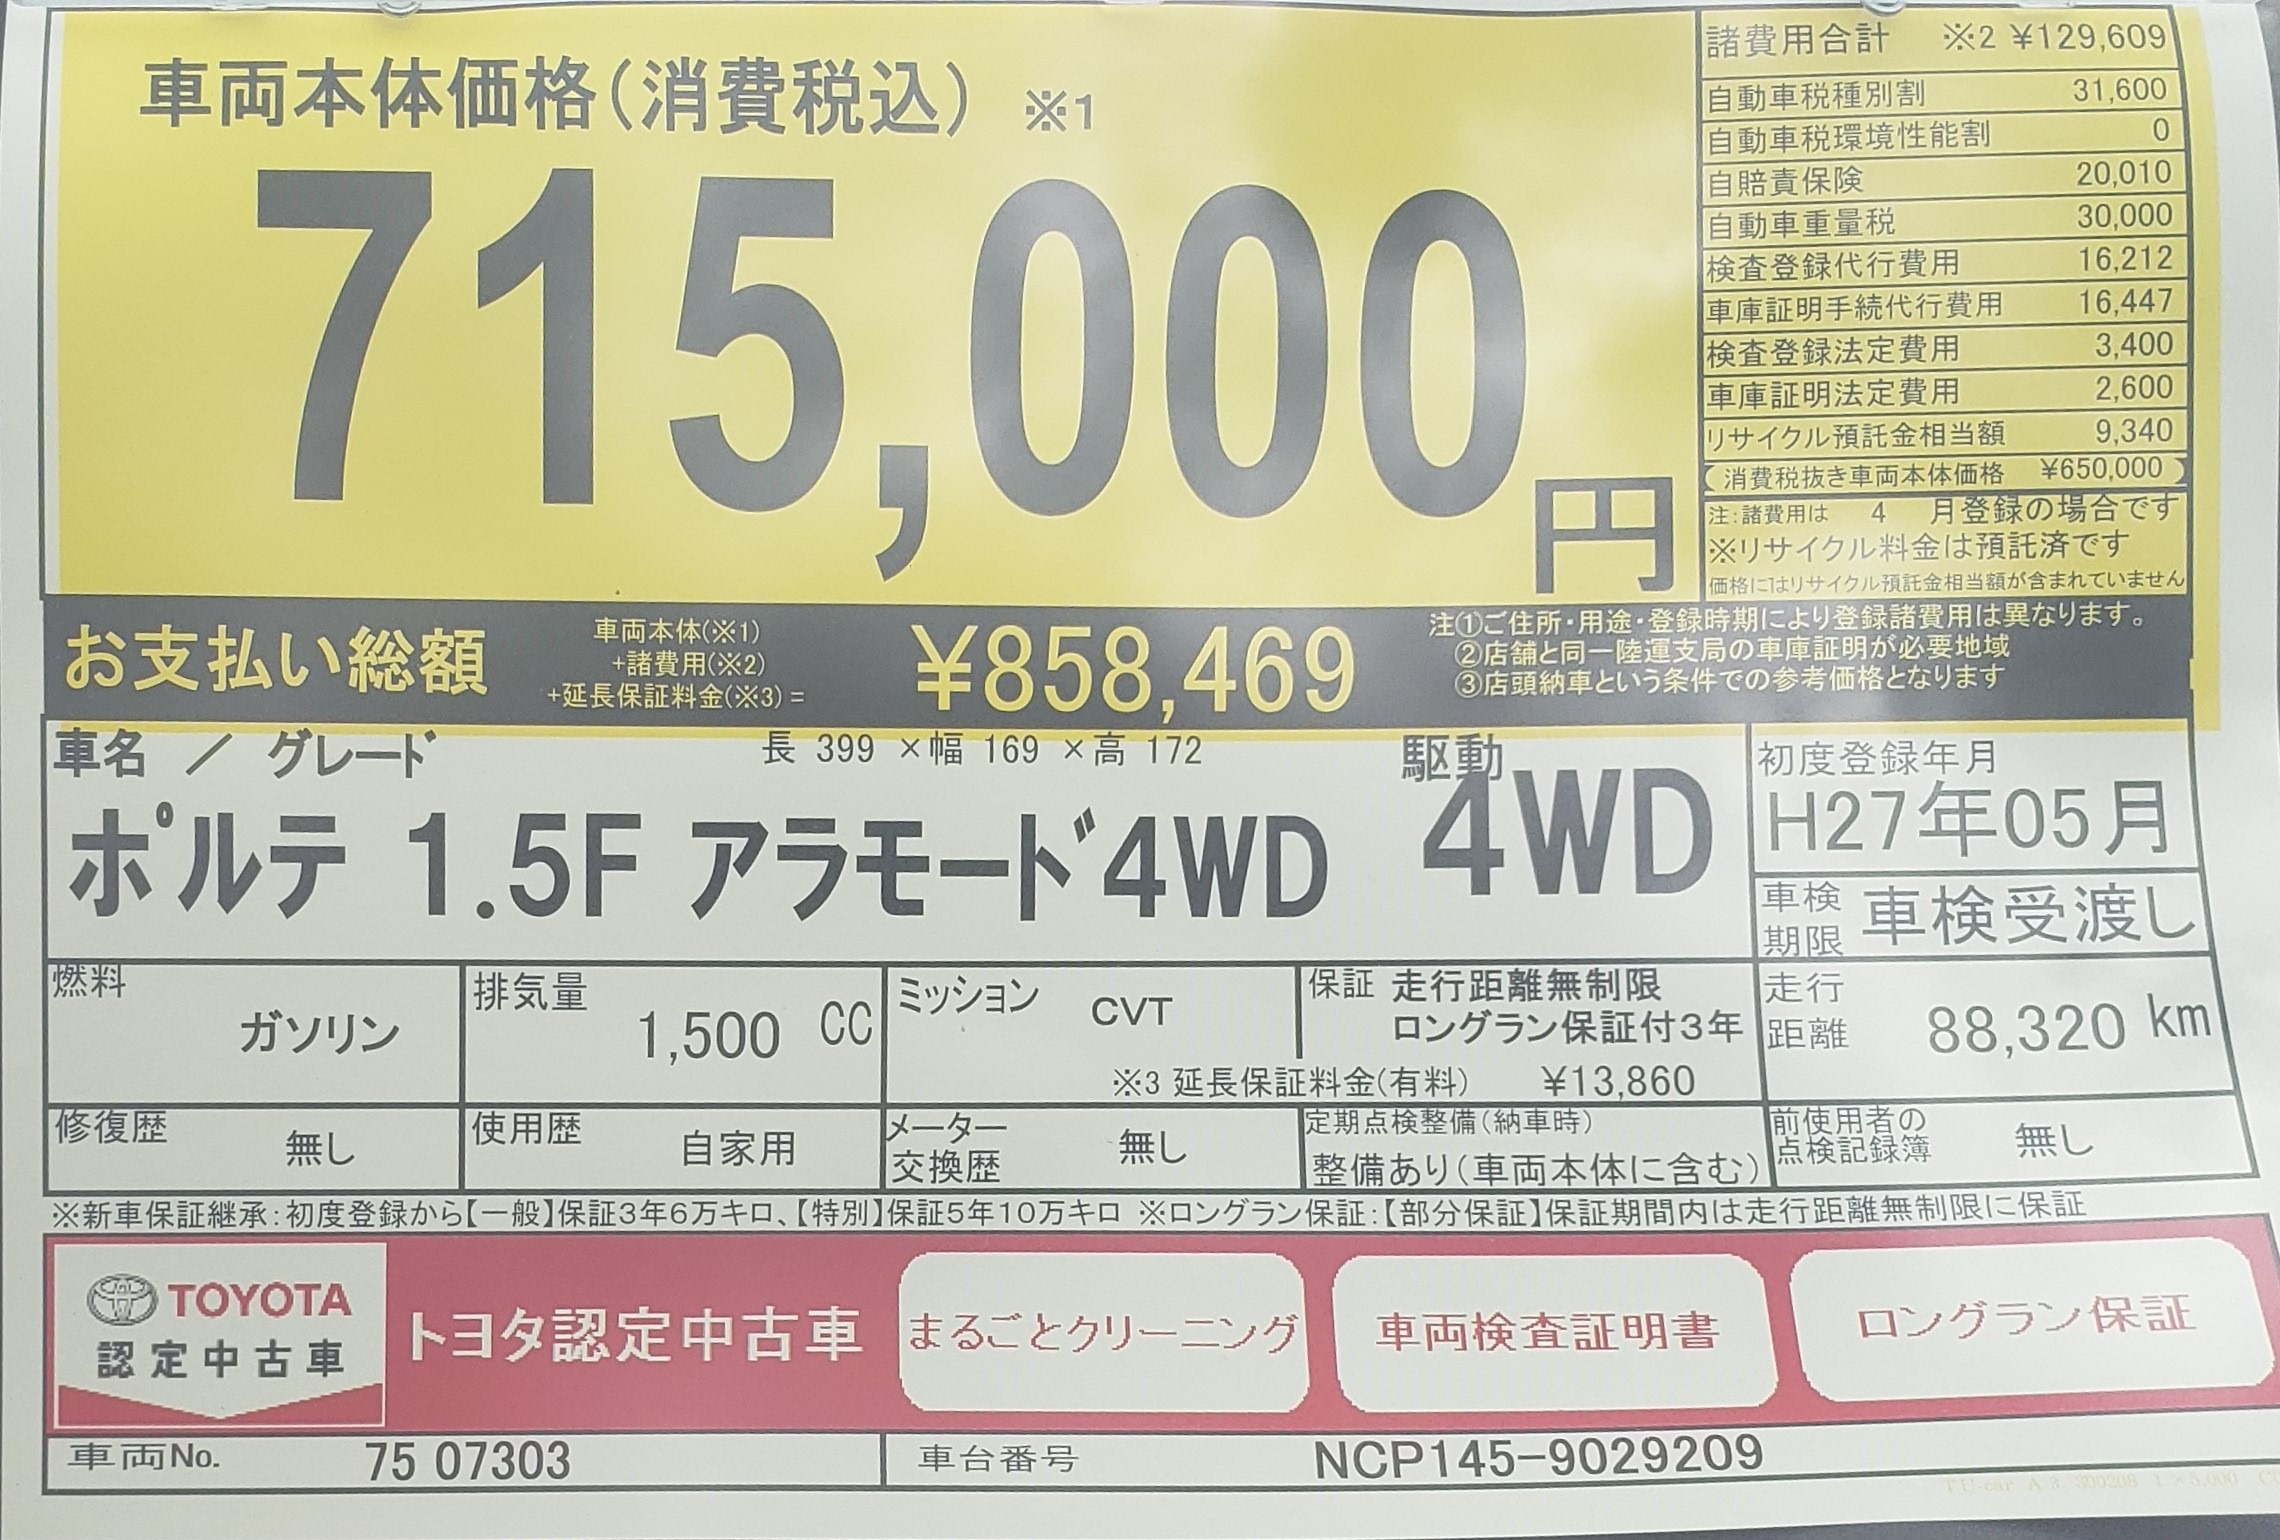 車両本体価格(消費税込) ※1
715,000円
諸費用合計 ※2 ¥129,609
自動車税種別割 31,600
自動車税環境性能割 0
自賠責保険 20,010
自動車重量税 30,000
検査登録代行費用 16,212
車庫証明手続代行費用 16,447
検査登録法定費用 3,400
車庫証明法定費用 2,600
リサイクル預託金相当額 9,340
( 消費税抜き車両本体価格 ¥650,000 )
注:諸費用は 4 月登録の場合です
※リサイクル料金は預託済です
価格にはリサイクル預託金相当額が含まれていません
お支払い総額
車両本体(※1)
+諸費用(※2)
+延長保証料金(※3)=
¥858,469
注①ご住所・用途・登録時期により登録諸費用は異なります。
②店舗と同一陸運支局の車庫証明が必要地域
③店頭納車という条件での参考価格となります
車名 / グレード 長 399 ×幅 169 ×高 172
ポルテ 1.5F アラモード4WD
駆動
4WD
初度登録年月
H27年05月
車検期限 車検受渡し
燃料
ガソリン
排気量
1,500 CC
ミッション CVT
保証 走行距離無制限
ロングラン保証付3年
※3 延長保証料金(有料) ¥13,860
走行距離 88,320 km
修復歴 無し
使用歴 自家用
メーター交換歴 無し
定期点検整備(納車時)
整備あり(車両本体に含む)
前使用者の点検記録簿 無し
※新車保証継承:初度登録から【一般】保証3年6万キロ、【特別】保証5年10万キロ ※ロングラン保証:【部分保証】保証期間内は走行距離無制限に保証
TOYOTA
認定中古車
トヨタ認定中古車
まるごとクリーニング
車両検査証明書
ロングラン保証
車両No. 75 07303
車台番号 NCP145-9029209